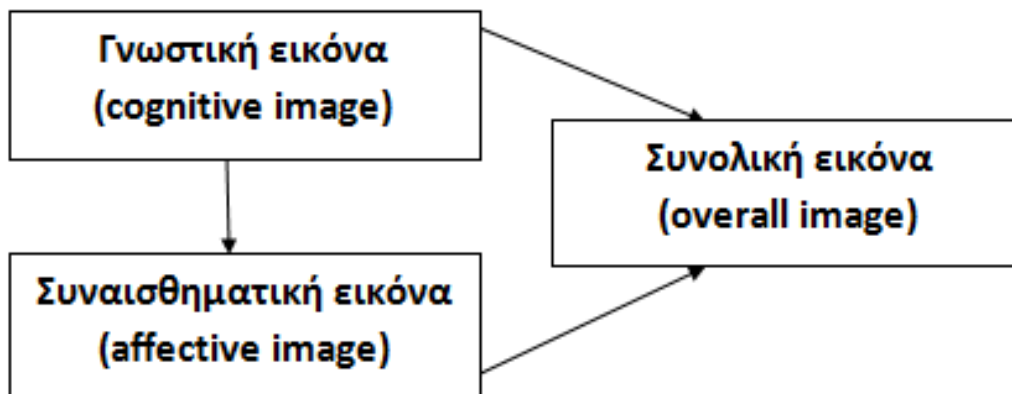 Γνωστική εικόνα
(cognitive image)
Συνολική εικόνα
(overall image)
Συναισθηματική εικόνα
(affective image)